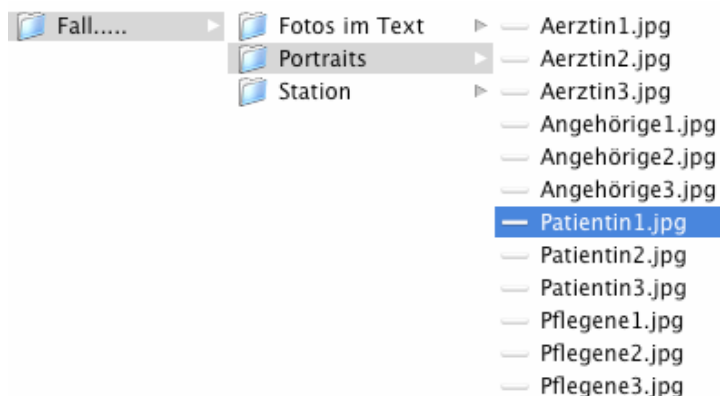 Fall.....
Fotos im Text
Portraits
Station
Aerztin1.jpg
Aerztin2.jpg
Aerztin3.jpg
Angehörige1.jpg
Angehörige2.jpg
Angehörige3.jpg
Patientin1.jpg
Patientin2.jpg
Patientin3.jpg
Pflegene1.jpg
Pflegene2.jpg
Pflegene3.jpg